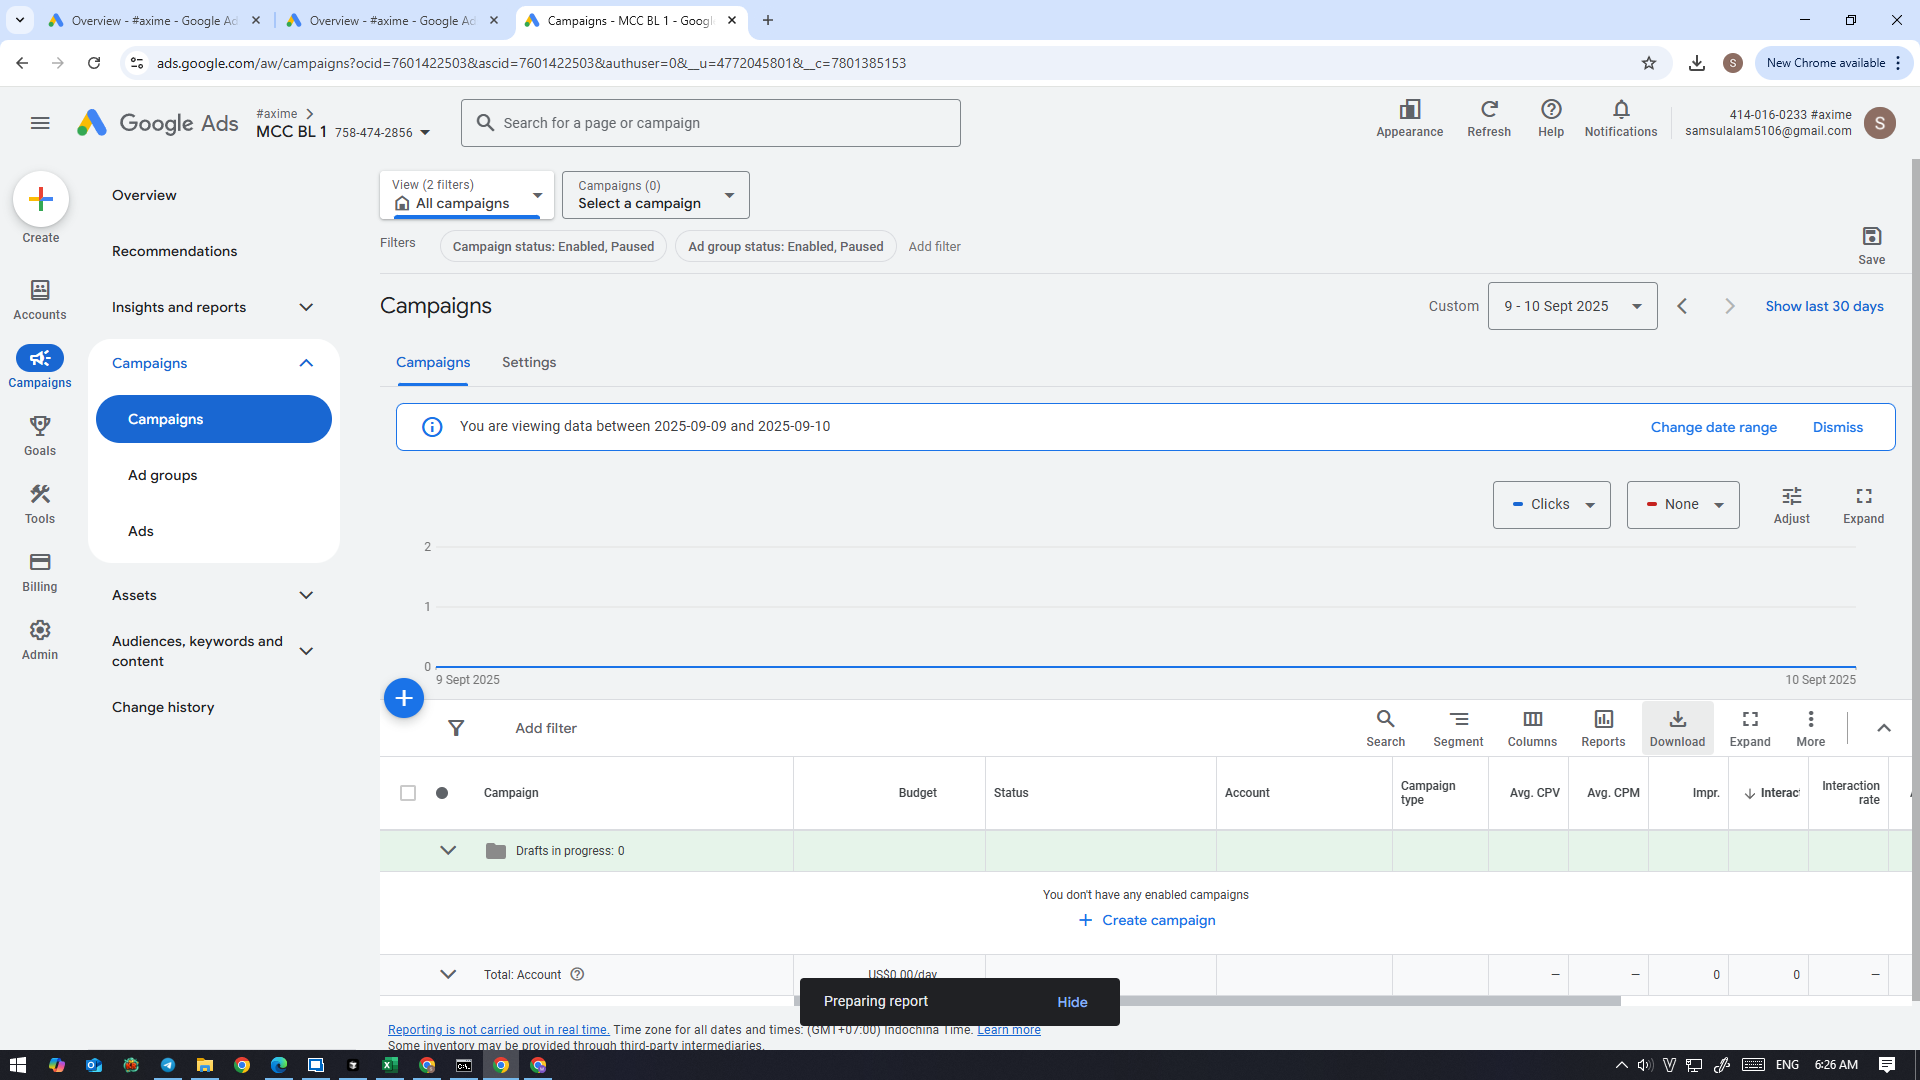 Overview - #axime - Google Ad
Overview - #axime - Google Ad
Campaigns - MCC BL 1 - Googl
ads.google.com/aw/campaigns?ocid=7601422503&ascid=7601422503&authuser=0&__u=4772045801&__c=7801385153
S
New Chrome available
Google Ads
#axime
MCC BL 1 758-474-2856
Search for a page or campaign
Appearance
Refresh
Help
Notifications
414-016-0233 #axime
samsulalam5106@gmail.com
S
Create
Accounts
Campaigns
Goals
Tools
Billing
Admin
Overview
Recommendations
Insights and reports
Campaigns
Campaigns
Ad groups
Ads
Assets
Audiences, keywords and
content
Change history
View (2 filters)
All campaigns
Campaigns (0)
Select a campaign
Filters
Campaign status: Enabled, Paused
Ad group status: Enabled, Paused
Add filter
Save
Campaigns
Custom
9 - 10 Sept 2025
Show last 30 days
Campaigns
Settings
You are viewing data between 2025-09-09 and 2025-09-10
Change date range
Dismiss
Clicks
None
Adjust
Expand
2
1
0
9 Sept 2025
10 Sept 2025
Add filter
Search
Segment
Columns
Reports
Download
Expand
More
Campaign
Budget
Status
Account
Campaign
type
Avg. CPV
Avg. CPM
Impr.
Interac
Interaction
rate
Drafts in progress: 0
You don't have any enabled campaigns
Create campaign
Total: Account
US$0.00/day
—
—
0
0
—
Preparing report
Hide
Reporting is not carried out in real time. Time zone for all dates and times: (GMT+07:00) Indochina Time. Learn more
Some inventory may be provided through third-party intermediaries.
ENG
6:26 AM